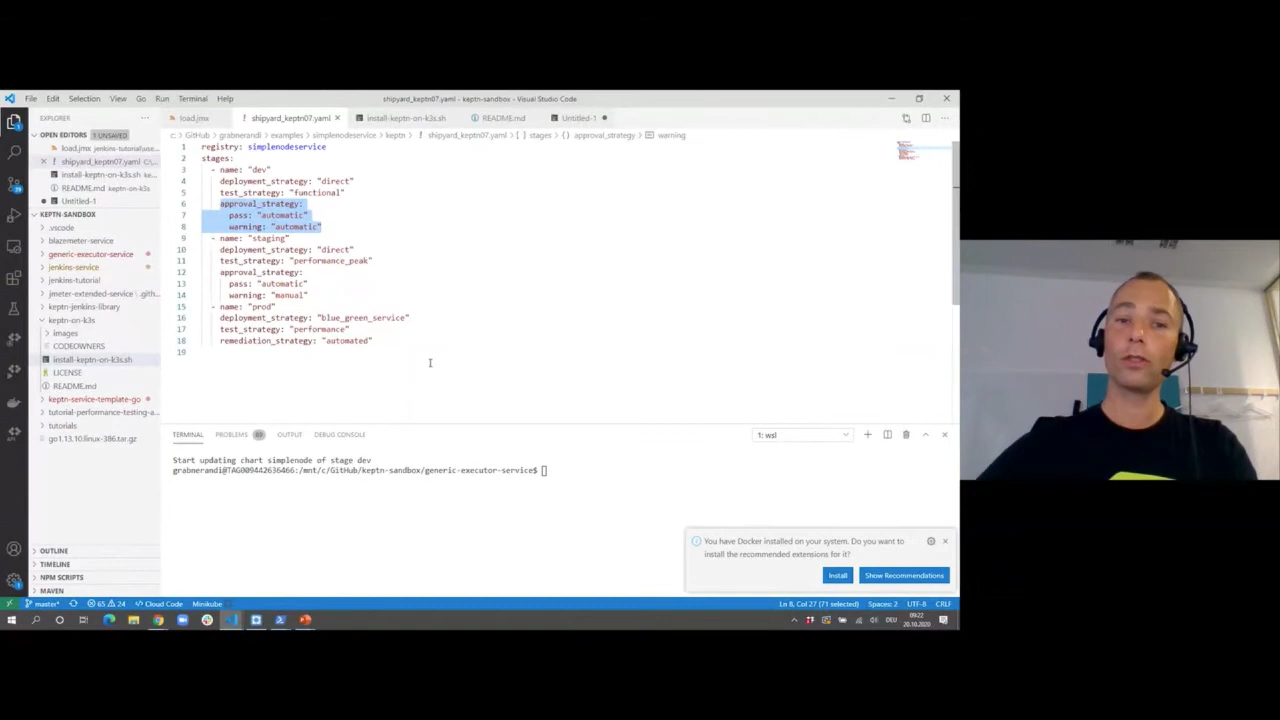 File Edit Selection View Go Run Terminal Help
shipyard_keptn07.yaml - keptn-sandbox - Visual Studio Code
EXPLORER
load.jmx
shipyard_keptn07.yaml
install-keptn-on-k3s.sh
README.md
Untitled-1
OPEN EDITORS 1 UNSAVED
C: > GitHub > grabnerandi > examples > simplenodeservice > keptn > shipyard_keptn07.yaml > [ ] stages > {} approval_strategy > warning
load.jmx jenkins-tutorial/use...
shipyard_keptn07.yaml C:\...
install-keptn-on-k3s.sh ke...
README.md keptn-on-k3s
Untitled-1
KEPTN-SANDBOX
.vscode
blazemeter-service
generic-executor-service
jenkins-service
jenkins-tutorial
jmeter-extended-service \ .gith...
keptn-jenkins-library
keptn-on-k3s
images
CODEOWNERS
install-keptn-on-k3s.sh
LICENSE
README.md
keptn-service-template-go
tutorial-performance-testing-a...
tutorials
go1.13.10.linux-386.tar.gz
OUTLINE
TIMELINE
NPM SCRIPTS
MAVEN
1 registry: simplenodeservice
2 stages:
3 - name: "dev"
4 deployment_strategy: "direct"
5 test_strategy: "functional"
6 approval_strategy:
7 pass: "automatic"
8 warning: "automatic"
9 - name: "staging"
10 deployment_strategy: "direct"
11 test_strategy: "performance_peak"
12 approval_strategy:
13 pass: "automatic"
14 warning: "manual"
15 - name: "prod"
16 deployment_strategy: "blue_green_service"
17 test_strategy: "performance"
18 remediation_strategy: "automated"
19
TERMINAL PROBLEMS 89 OUTPUT DEBUG CONSOLE
1: wsl
Start updating chart simplenode of stage dev
grabnerandi@TAG009442636466:/mnt/c/GitHub/keptn-sandbox/generic-executor-service$
You have Docker installed on your system. Do you want to
install the recommended extensions for it?
Install
Show Recommendations
master* 65 24 Cloud Code Minikube
Ln 8, Col 27 (71 selected) Spaces: 2 UTF-8 CRLF
DEU
09:22
20.10.2020